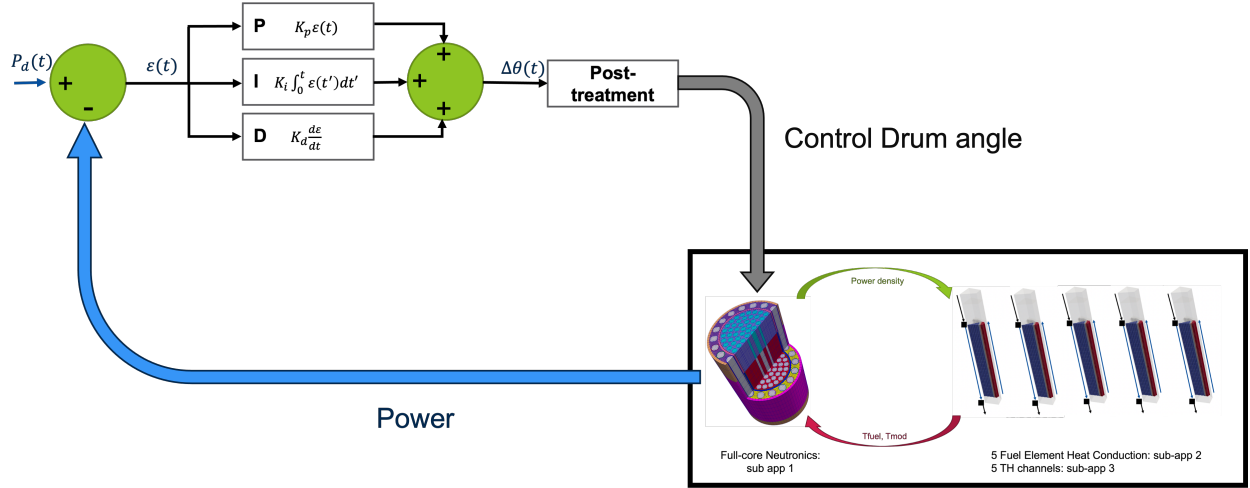 P_d(t)
+
-
ε(t)
P K_p ε(t)
I K_i ∫_0^t ε(t′)dt′
D K_d dε/dt
+
+
+
Δθ(t)
Post-
treatment
Control Drum angle
Power
Power density
Tfuel, Tmod
Full-core Neutronics:
sub app 1
5 Fuel Element Heat Conduction: sub-app 2
5 TH channels: sub-app 3